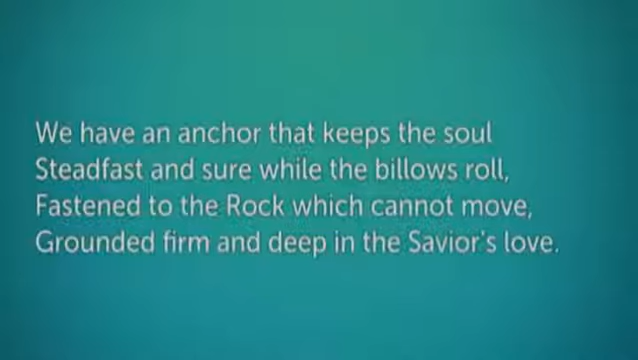 We have an anchor that keeps the soul
Steadfast and sure while the billows roll,
Fastened to the Rock which cannot move,
Grounded firm and deep in the Savior's love.